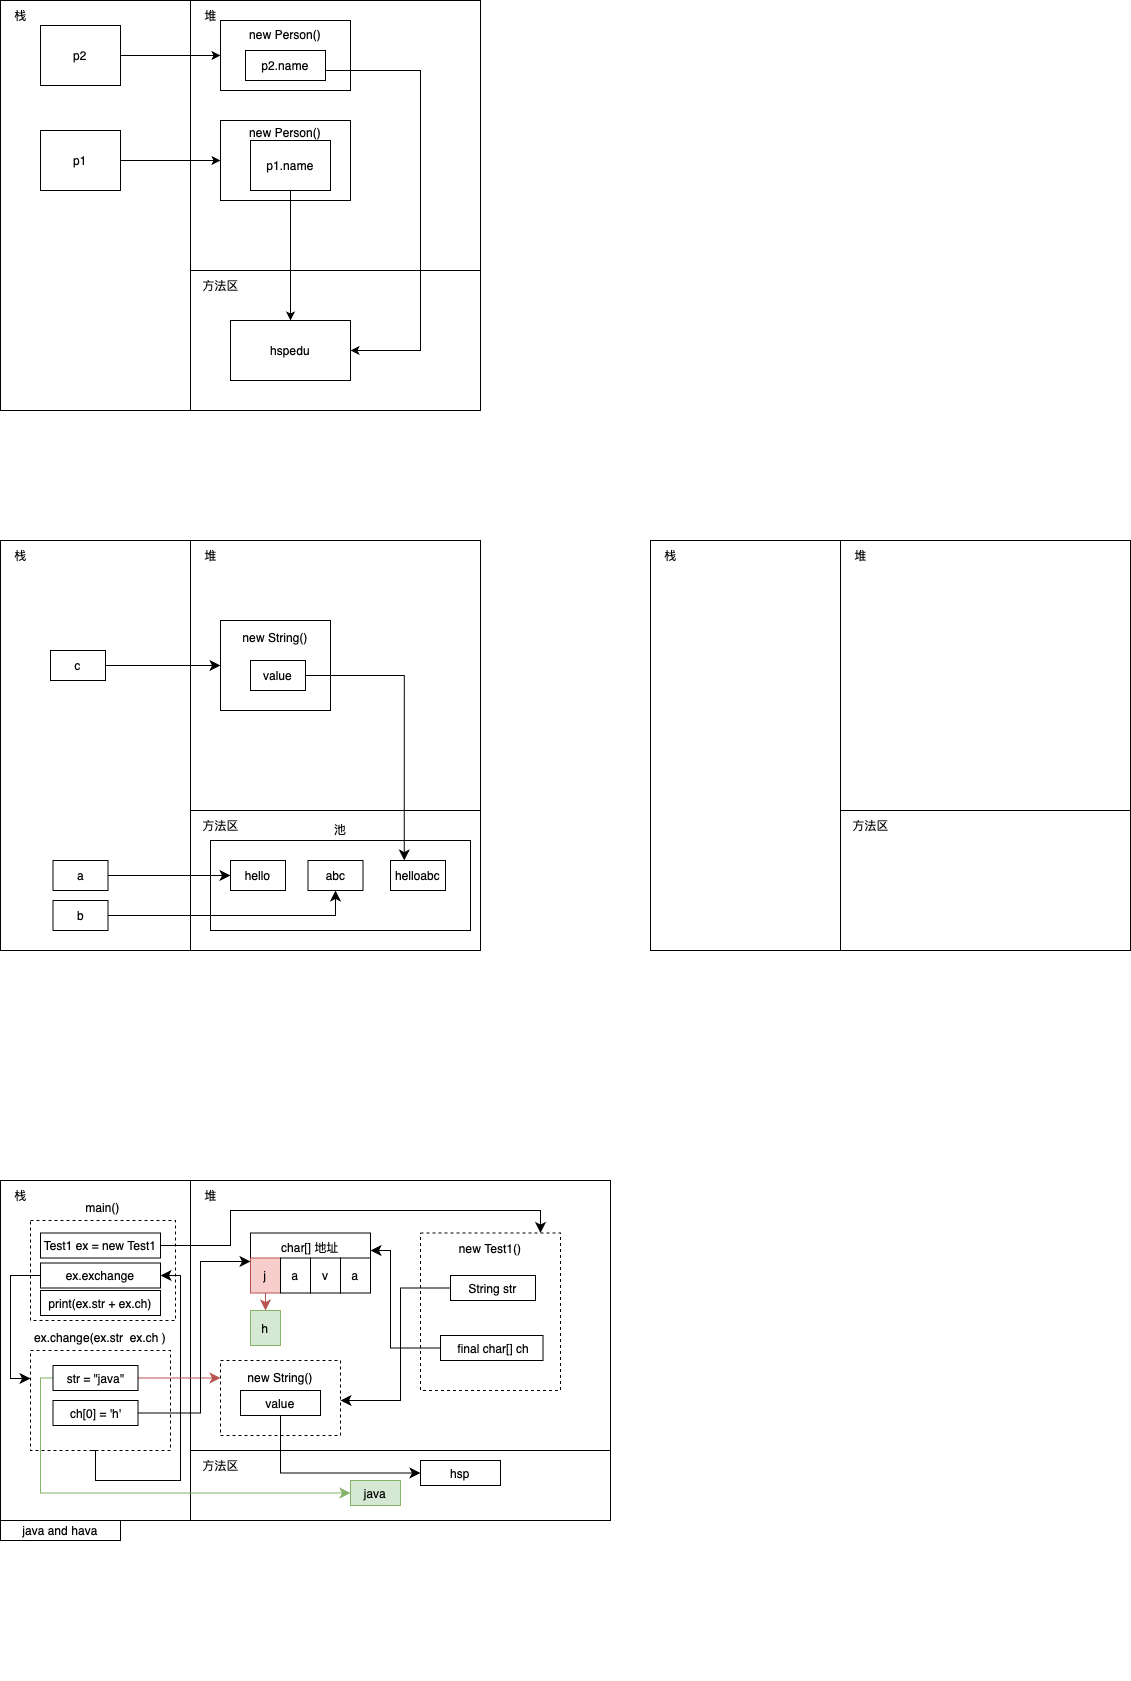 栈
堆
p2
new Person()
p2.name
p1
new Person()
p1.name
方法区
hspedu
栈
堆
c
new String()
value
方法区
池
a
hello
abc
helloabc
b
栈
堆
方法区
栈
堆
main()
Test1 ex = new Test1
ex.exchange
print(ex.str + ex.ch)
char[] 地址
j
a
v
a
h
new Test1()
String str
final char[] ch
ex.change(ex.str ex.ch )
str = "java"
ch[0] = 'h'
new String()
value
方法区
hsp
java
java and hava